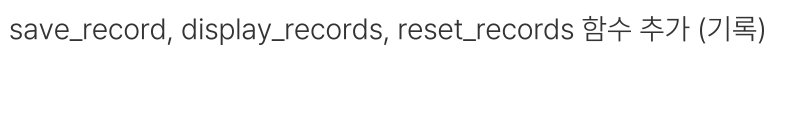 save_record, display_records, reset_records 함수 추가 (기록)